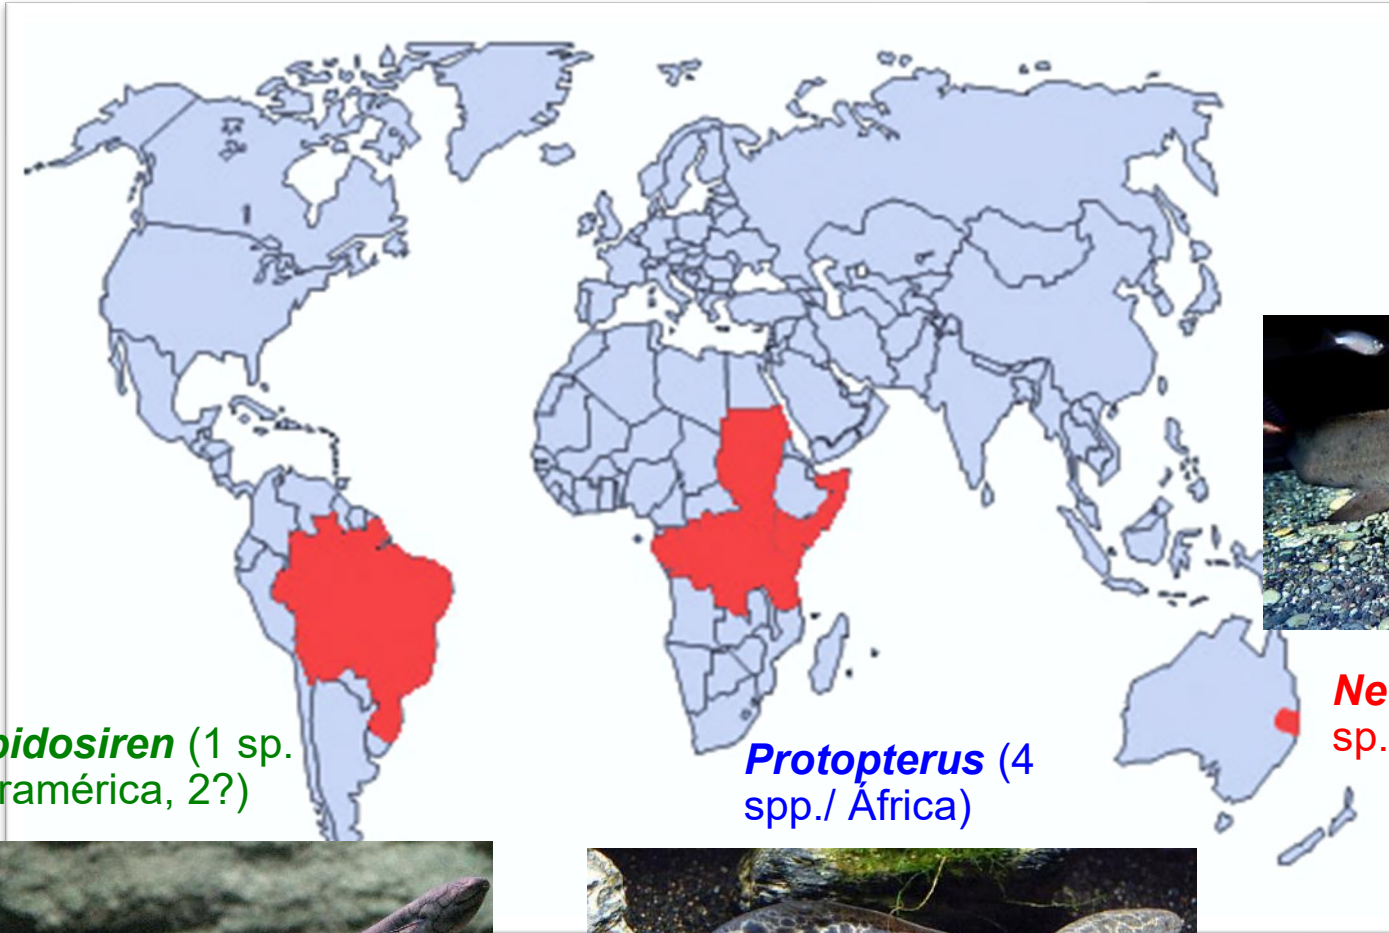 pidosiren (1 sp.
ramérica, 2?)
Protopterus (4
spp./ África)
Ne
sp.